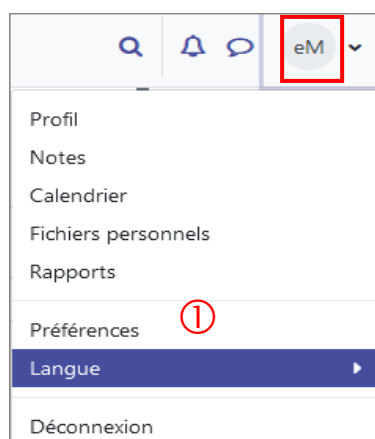 eM
Profil
Notes
Calendrier
Fichiers personnels
Rapports
①
Préférences
Langue
Déconnexion